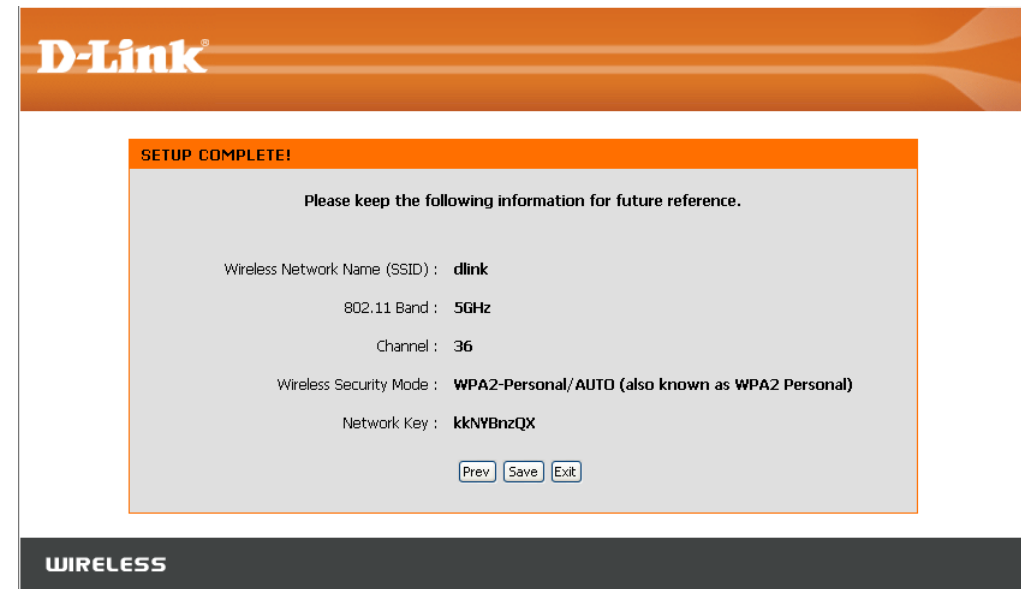 D-Link®
SETUP COMPLETE!
Please keep the following information for future reference.
Wireless Network Name (SSID) : dlink
802.11 Band : 5GHz
Channel : 36
Wireless Security Mode : WPA2-Personal/AUTO (also known as WPA2 Personal)
Network Key : kkNYBnzQX
Prev Save Exit
WIRELESS